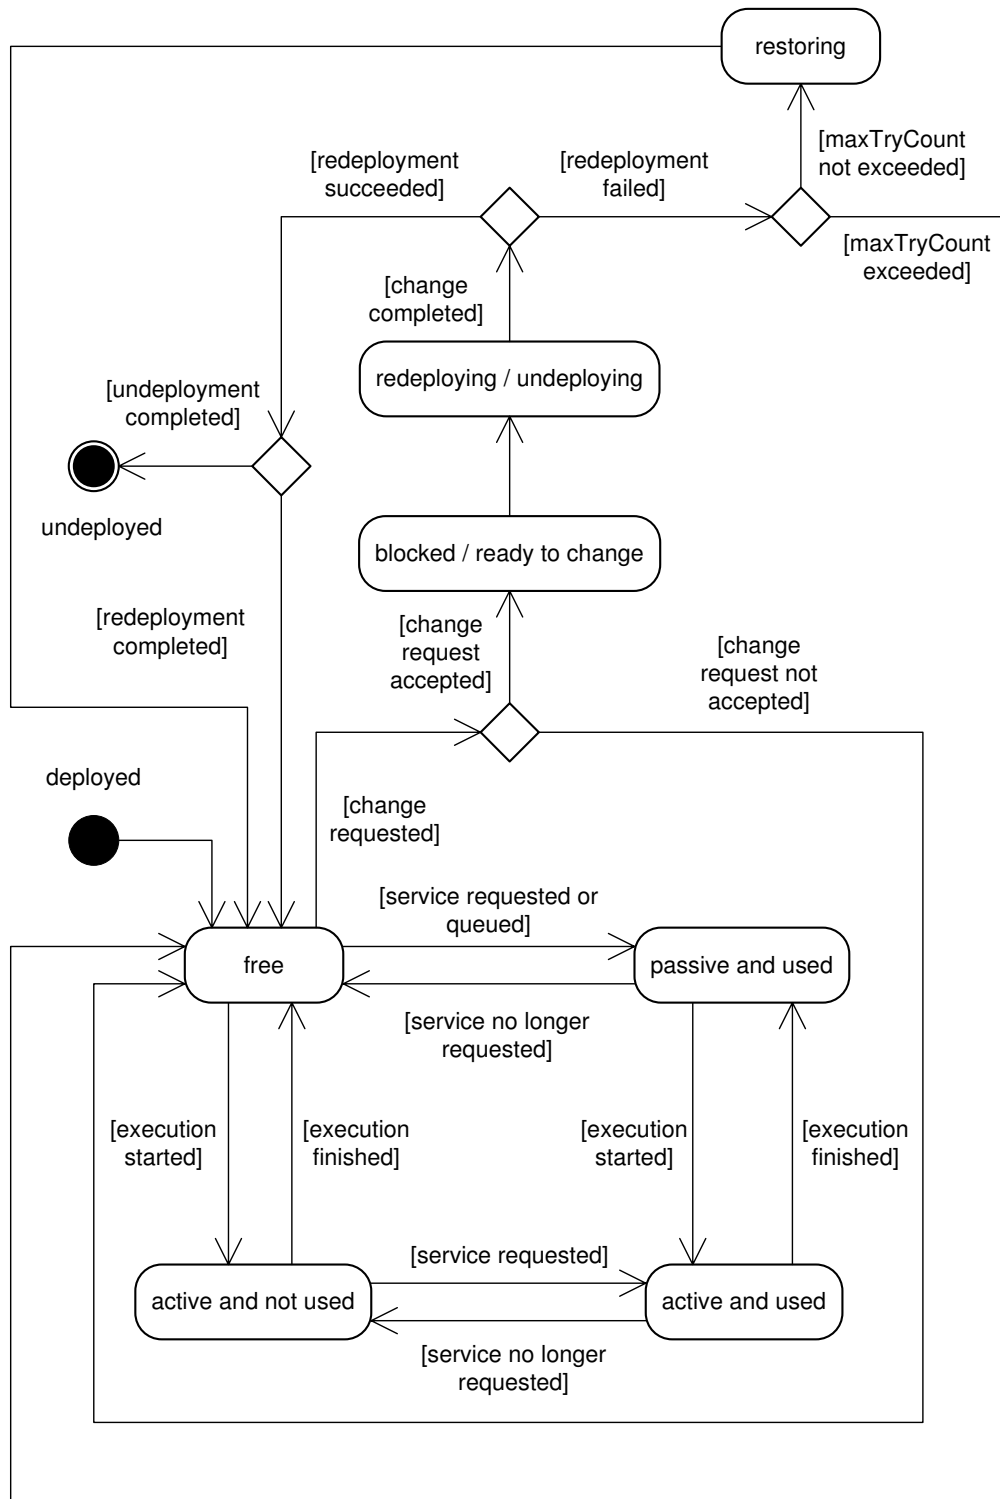 restoring
[maxTryCount
not exceeded]
[redeployment
succeeded]
[redeployment
failed]
[maxTryCount
exceeded]
[change
completed]
redeploying / undeploying
[undeployment
completed]
undeployed
blocked / ready to change
[redeployment
completed]
[change
request
accepted]
[change
request not
accepted]
deployed
[change
requested]
[service requested or
queued]
free
passive and used
[service no longer
requested]
[execution
started]
[execution
finished]
[execution
started]
[execution
finished]
[service requested]
active and not used
active and used
[service no longer
requested]